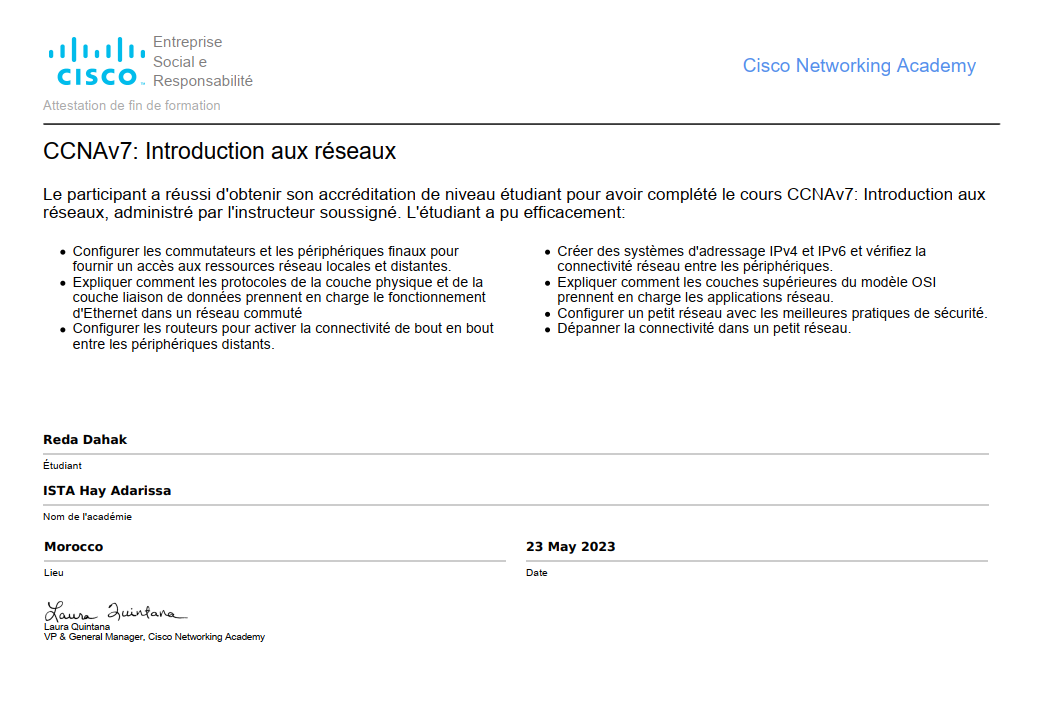 CISCO
Entreprise
Social e
Responsabilité
Cisco Networking Academy
Attestation de fin de formation
CCNAv7: Introduction aux réseaux
Le participant a réussi d'obtenir son accréditation de niveau étudiant pour avoir complété le cours CCNAv7: Introduction aux
réseaux, administré par l'instructeur soussigné. L'étudiant a pu efficacement:
• Configurer les commutateurs et les périphériques finaux pour
fournir un accès aux ressources réseau locales et distantes.
• Expliquer comment les protocoles de la couche physique et de la
couche liaison de données prennent en charge le fonctionnement
d'Ethernet dans un réseau commuté
• Configurer les routeurs pour activer la connectivité de bout en bout
entre les périphériques distants.
• Créer des systèmes d'adressage IPv4 et IPv6 et vérifiez la
connectivité réseau entre les périphériques.
• Expliquer comment les couches supérieures du modèle OSI
prennent en charge les applications réseau.
• Configurer un petit réseau avec les meilleures pratiques de sécurité.
• Dépanner la connectivité dans un petit réseau.
Reda Dahak
Étudiant
ISTA Hay Adarissa
Nom de l'académie
Morocco
Lieu
23 May 2023
Date
Laura Quintana
Laura Quintana
VP & General Manager, Cisco Networking Academy